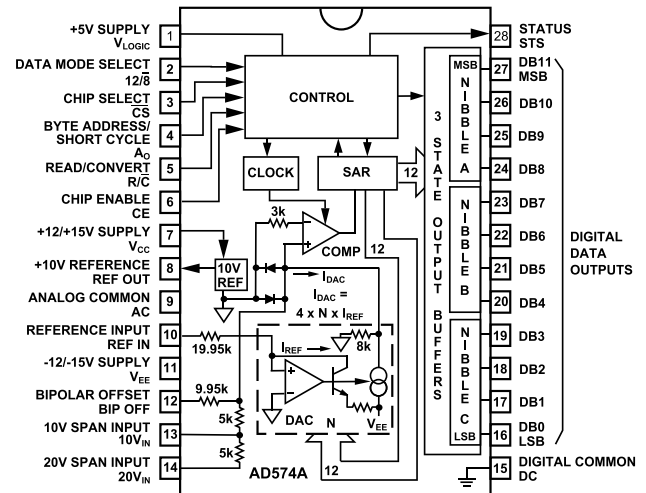 +5V SUPPLY
VLOGIC
1
DATA MODE SELECT
12/8̅
2
CHIP SELECT
C̅S̅
3
BYTE ADDRESS/
SHORT CYCLE
A0
4
READ/CONVERT
R/C̅
5
CHIP ENABLE
CE
6
+12/+15V SUPPLY
VCC
7
+10V REFERENCE
REF OUT
8
ANALOG COMMON
AC
9
REFERENCE INPUT
REF IN
10
-12/-15V SUPPLY
VEE
11
BIPOLAR OFFSET
BIP OFF
12
10V SPAN INPUT
10VIN
13
20V SPAN INPUT
20VIN
14
CONTROL
CLOCK
SAR
12
3k
COMP
12
10V
REF
IDAC
IDAC =
4 x N x IREF
19.95k
IREF
8k
9.95k
5k
5k
DAC
N
VEE
12
AD574A
3 STATE OUTPUT BUFFERS
MSB
NIBBLE A
NIBBLE B
NIBBLE C
LSB
28
STATUS
STS
27
DB11
MSB
26
DB10
25
DB9
24
DB8
23
DB7
22
DB6
21
DB5
20
DB4
19
DB3
18
DB2
17
DB1
16
DB0
LSB
15
DIGITAL COMMON
DC
DIGITAL
DATA
OUTPUTS